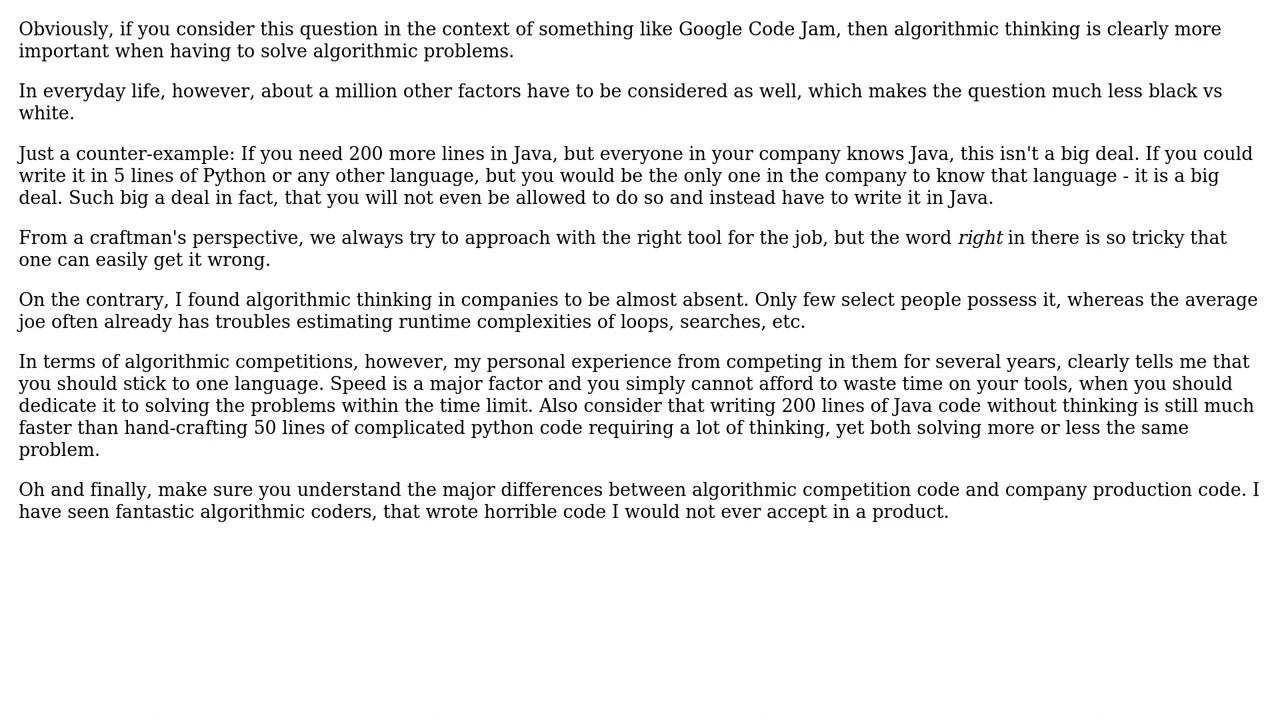 Obviously, if you consider this question in the context of something like Google Code Jam, then algorithmic thinking is clearly more
important when having to solve algorithmic problems.
In everyday life, however, about a million other factors have to be considered as well, which makes the question much less black vs
white.
Just a counter-example: If you need 200 more lines in Java, but everyone in your company knows Java, this isn't a big deal. If you could
write it in 5 lines of Python or any other language, but you would be the only one in the company to know that language - it is a big
deal. Such big a deal in fact, that you will not even be allowed to do so and instead have to write it in Java.
From a craftman's perspective, we always try to approach with the right tool for the job, but the word right in there is so tricky that
one can easily get it wrong.
On the contrary, I found algorithmic thinking in companies to be almost absent. Only few select people possess it, whereas the average
joe often already has troubles estimating runtime complexities of loops, searches, etc.
In terms of algorithmic competitions, however, my personal experience from competing in them for several years, clearly tells me that
you should stick to one language. Speed is a major factor and you simply cannot afford to waste time on your tools, when you should
dedicate it to solving the problems within the time limit. Also consider that writing 200 lines of Java code without thinking is still much
faster than hand-crafting 50 lines of complicated python code requiring a lot of thinking, yet both solving more or less the same
problem.
Oh and finally, make sure you understand the major differences between algorithmic competition code and company production code. I
have seen fantastic algorithmic coders, that wrote horrible code I would not ever accept in a product.